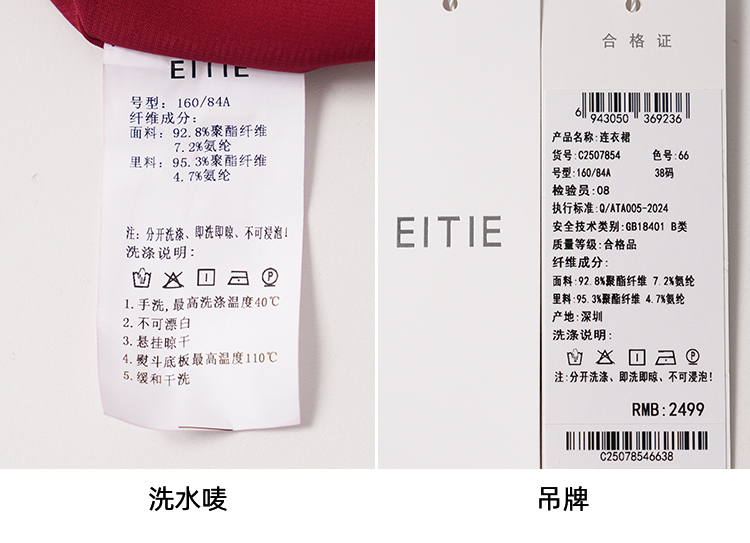 EITIE
号型: 160/84A
纤维成分:
面料: 92.8%聚酯纤维
7.2%氨纶
里料: 95.3%聚酯纤维
4.7%氨纶
注: 分开洗涤、即洗即晾、不可浸泡!
洗涤说明:
P
1.手洗,最高洗涤温度40℃
2.不可漂白
3.悬挂晾干
4.熨斗底板最高温度110℃
5.缓和干洗
洗水唛
EITIE
合格证
6 943050 369236
产品名称:连衣裙
货号:C2507854 色号:66
号型:160/84A 38码
检验员:08
执行标准:Q/ATA005-2024
安全技术类别:GB18401 B类
质量等级:合格品
纤维成分:
面料:92.8%聚酯纤维 7.2%氨纶
里料:95.3%聚酯纤维 4.7%氨纶
产地:深圳
洗涤说明:
P
注:分开洗涤、即洗即晾、不可浸泡!
RMB:2499
C25078546638
吊牌